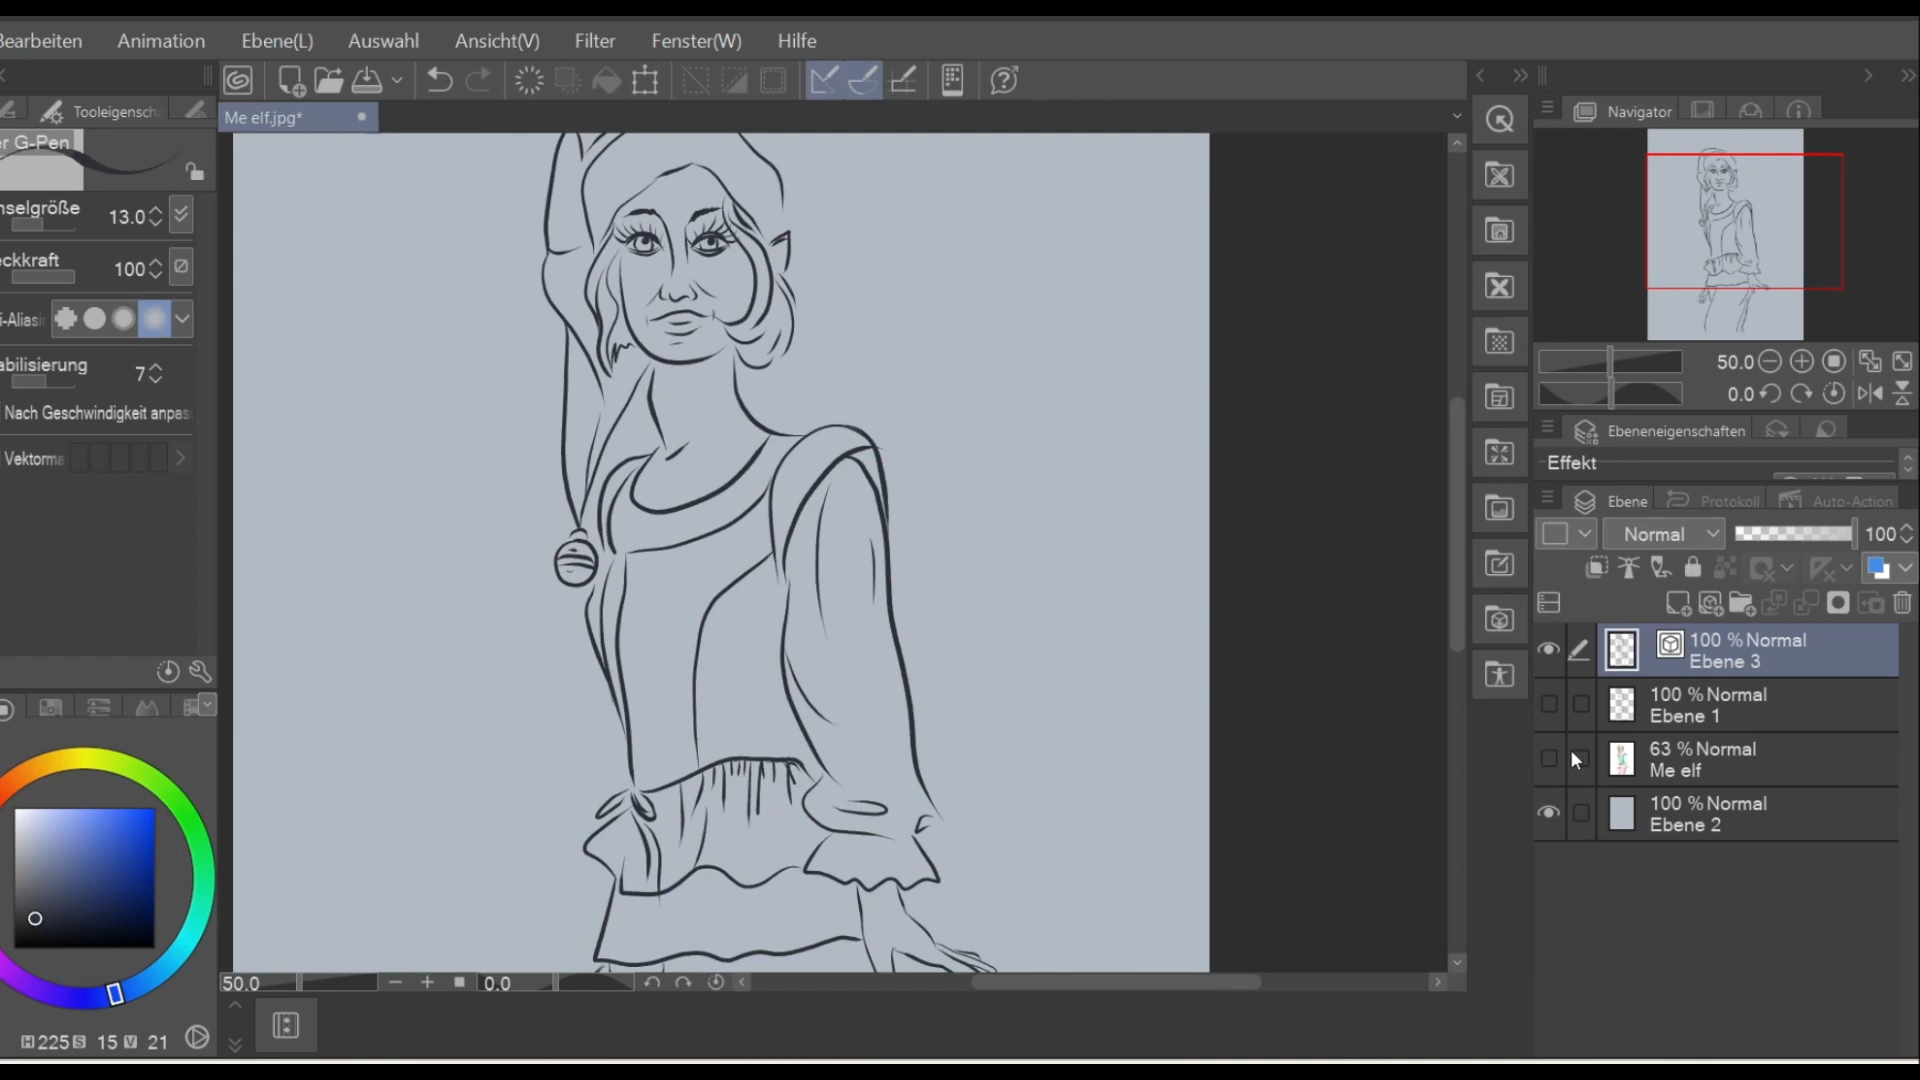 Bearbeiten Animation Ebene(L) Auswahl Ansicht(V) Filter Fenster(W) Hilfe
Tooleigensch
Me elf.jpg*
Navigator
er G-Pen
nselgröße 13.0
eckkraft 100
i-Aliasi
abilisierung 7
Nach Geschwindigkeit anpas
Vektorma
50.0
0.0
Ebeneneigenschaften
Effekt
Ebene Protokoll Auto-Action
Normal 100
100 % Normal
Ebene 3
100 % Normal
Ebene 1
63 % Normal
Me elf
100 % Normal
Ebene 2
50.0 0.0
H 225 S 15 V 21